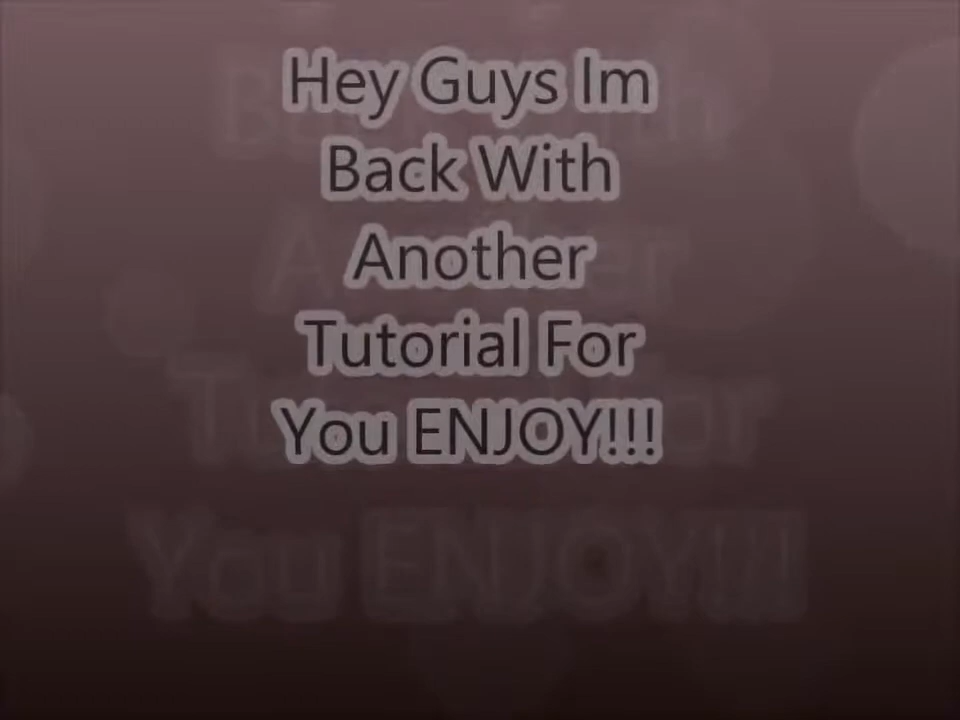 Hey Guys Im
Back With
Another
Tutorial For
You ENJOY!!!